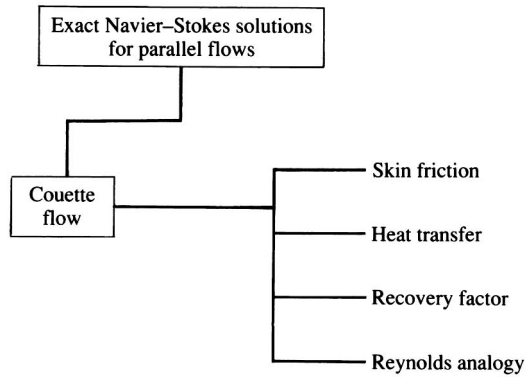 Exact Navier–Stokes solutions
for parallel flows
Couette
flow
Skin friction
Heat transfer
Recovery factor
Reynolds analogy